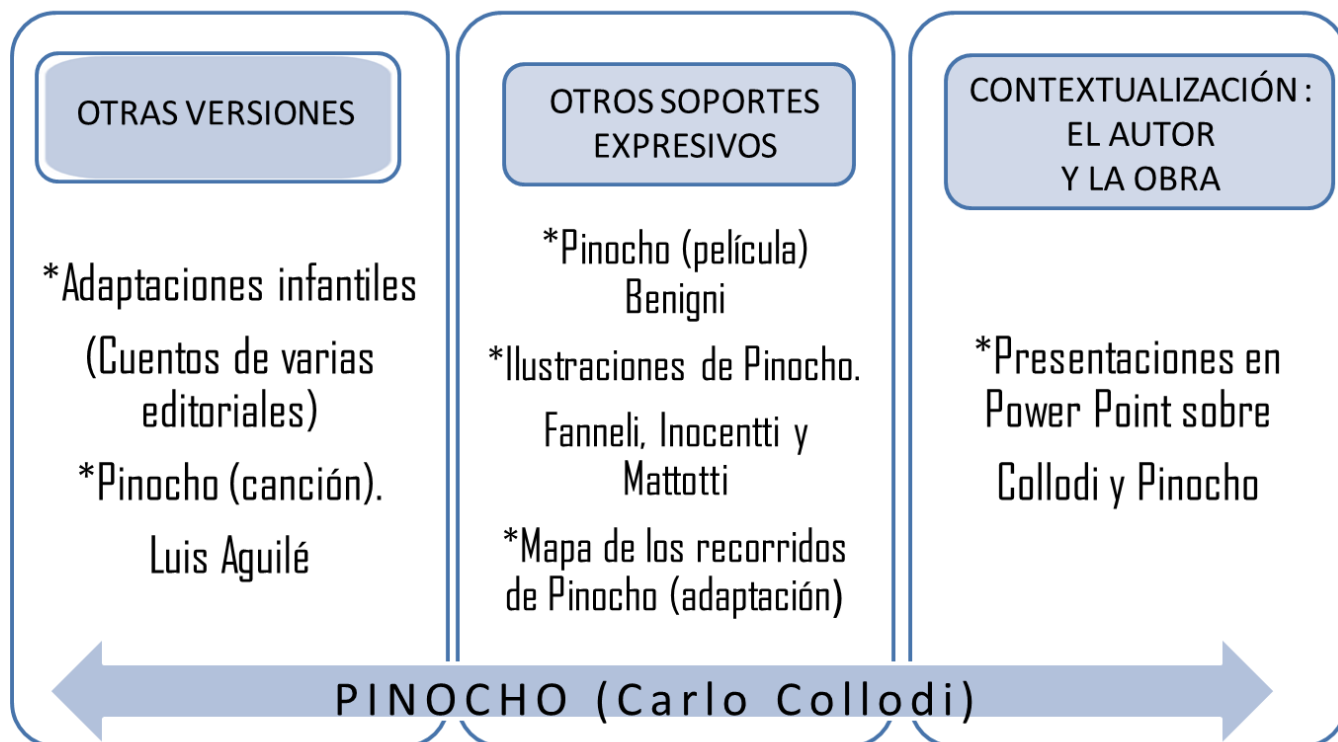 OTRAS VERSIONES
*Adaptaciones infantiles
(Cuentos de varias
editoriales)
*Pinocho (canción).
Luis Aguilé
OTROS SOPORTES
EXPRESIVOS
*Pinocho (película)
Benigni
*Ilustraciones de Pinocho.
Fanneli, Inocentti y
Mattotti
*Mapa de los recorridos
de Pinocho (adaptación)
CONTEXTUALIZACIÓN :
EL AUTOR
Y LA OBRA
*Presentaciones en
Power Point sobre
Collodi y Pinocho
PINOCHO (Carlo Collodi)